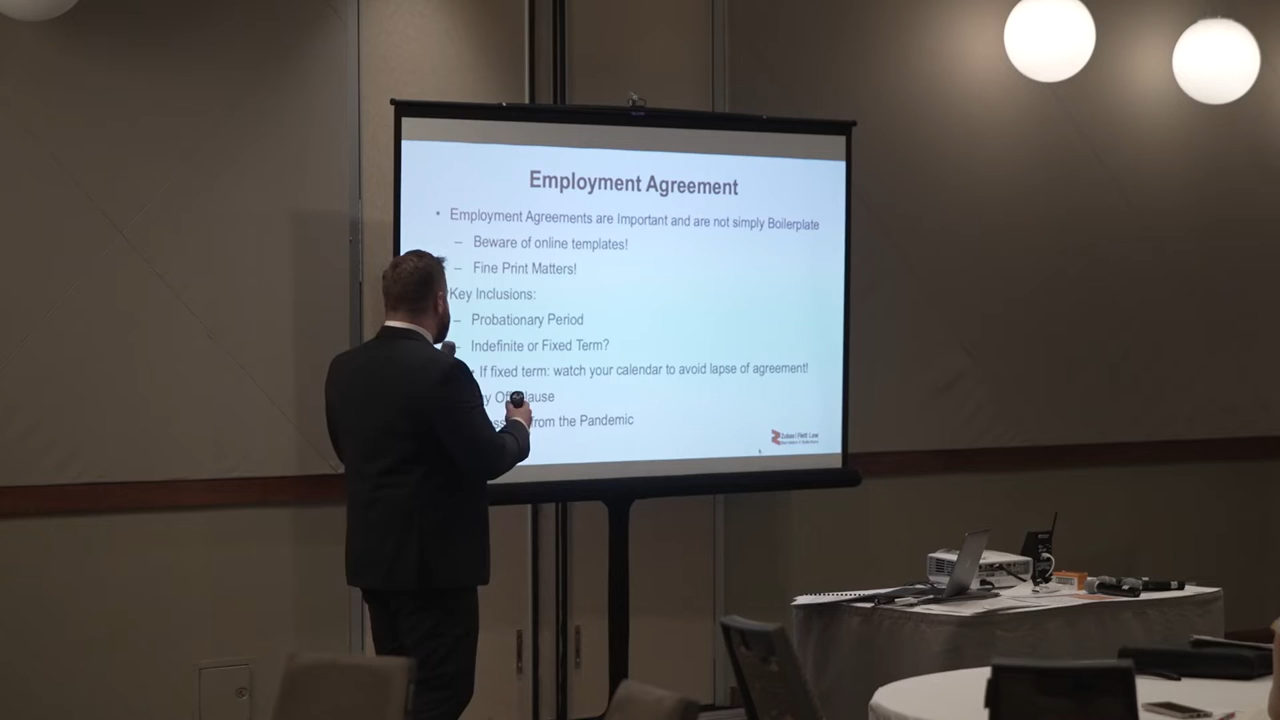 Employment Agreement
• Employment Agreements are Important and are not simply Boilerplate
– Beware of online templates!
– Fine Print Matters!
Key Inclusions:
– Probationary Period
– Indefinite or Fixed Term?
• If fixed term: watch your calendar to avoid lapse of agreement!
from the Pandemic
Law